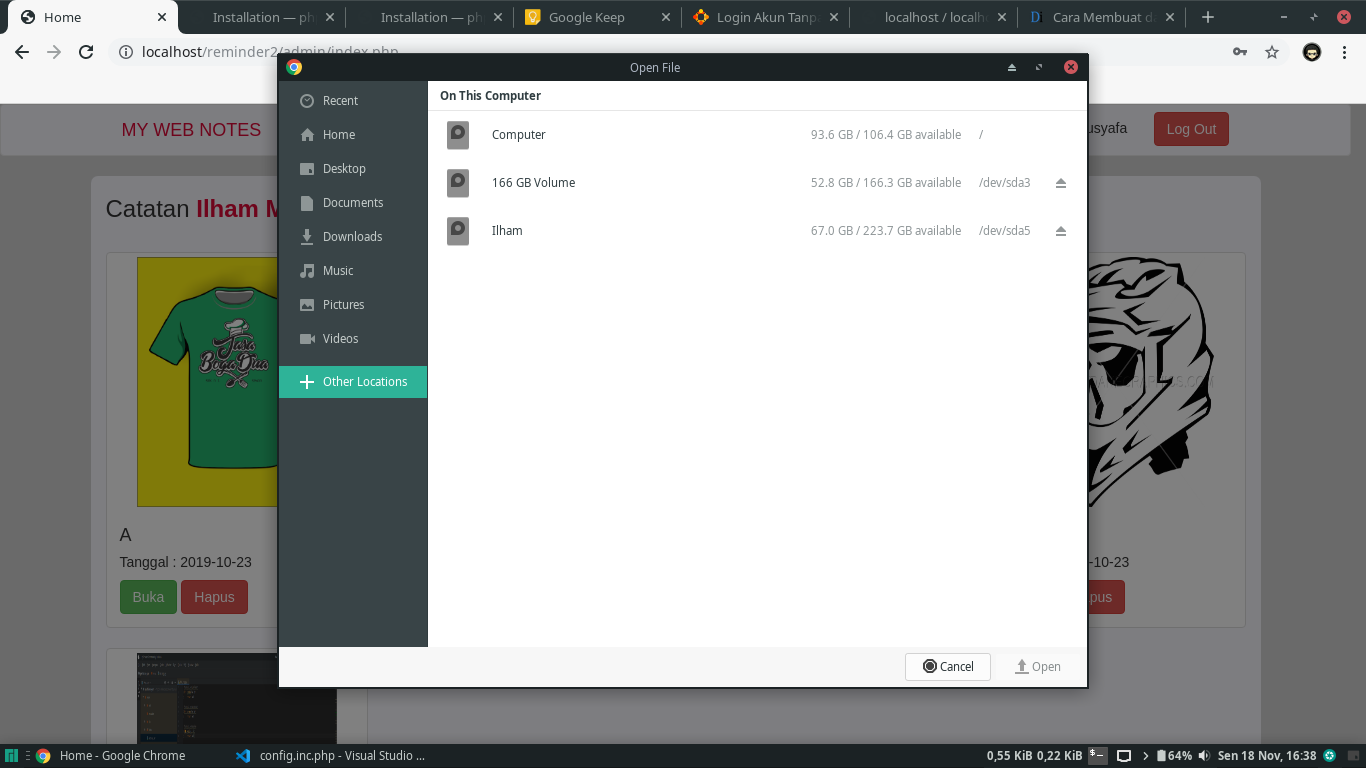 Home
Installation — ph
Installation — ph
Google Keep
Login Akun Tanp
localhost / localh
Cara Membuat d
localhost/reminder2/admin/index.php
Open File
MY WEB NOTES
usyafa
Log Out
Recent
Home
Desktop
Documents
Downloads
Music
Pictures
Videos
Other Locations
On This Computer
Computer 93.6 GB / 106.4 GB available /
166 GB Volume 52.8 GB / 166.3 GB available /dev/sda3
Ilham 67.0 GB / 223.7 GB available /dev/sda5
Catatan Ilham M
Jasa
Boga Dina
A
Tanggal : 2019-10-23
Buka
Hapus
-10-23
pus
Cancel
Open
Home - Google Chrome
config.inc.php - Visual Studio ...
0,55 KiB 0,22 KiB
64%
Sen 18 Nov, 16:38